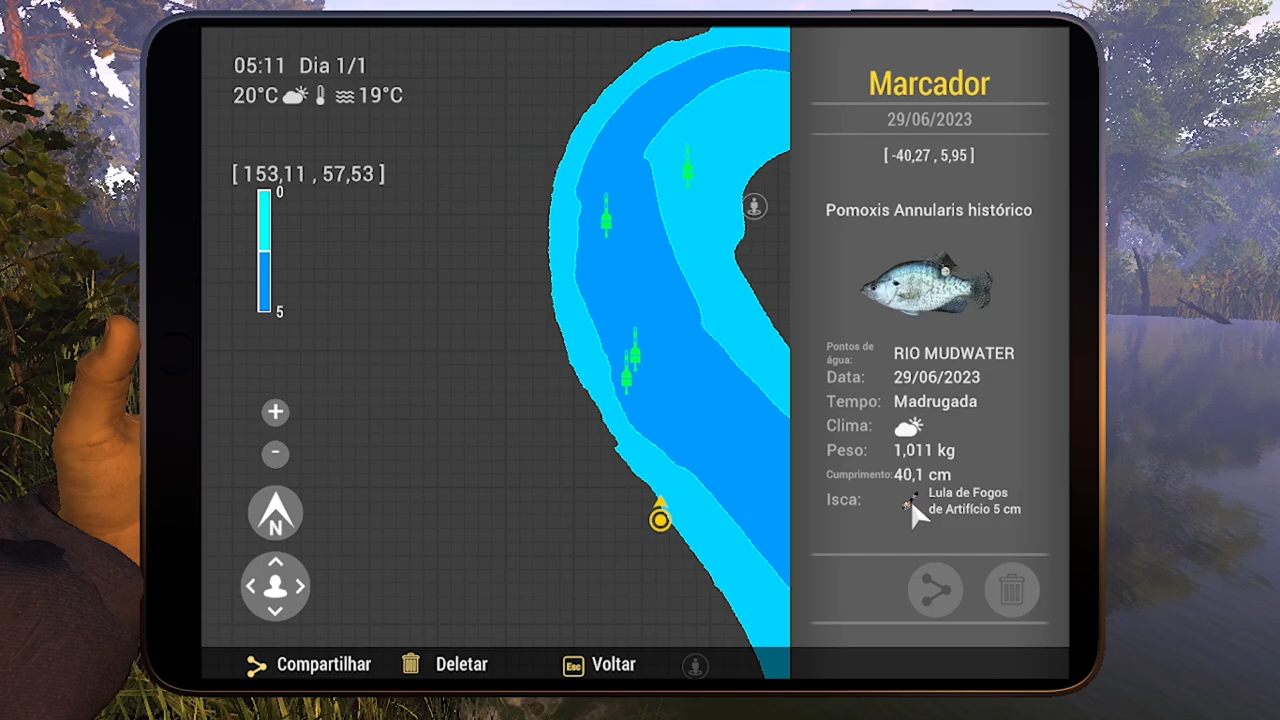 05:11 Dia 1/1
20°C 19°C
[ 153,11 , 57,53 ]
0
5
+
-
N
Compartilhar
Deletar
Esc Voltar
Marcador
29/06/2023
[ -40,27 , 5,95 ]
Pomoxis Annularis histórico
Pontos de
água: RIO MUDWATER
Data: 29/06/2023
Tempo: Madrugada
Clima:
Peso: 1,011 kg
Cumprimento: 40,1 cm
Isca: Lula de Fogos
de Artifício 5 cm